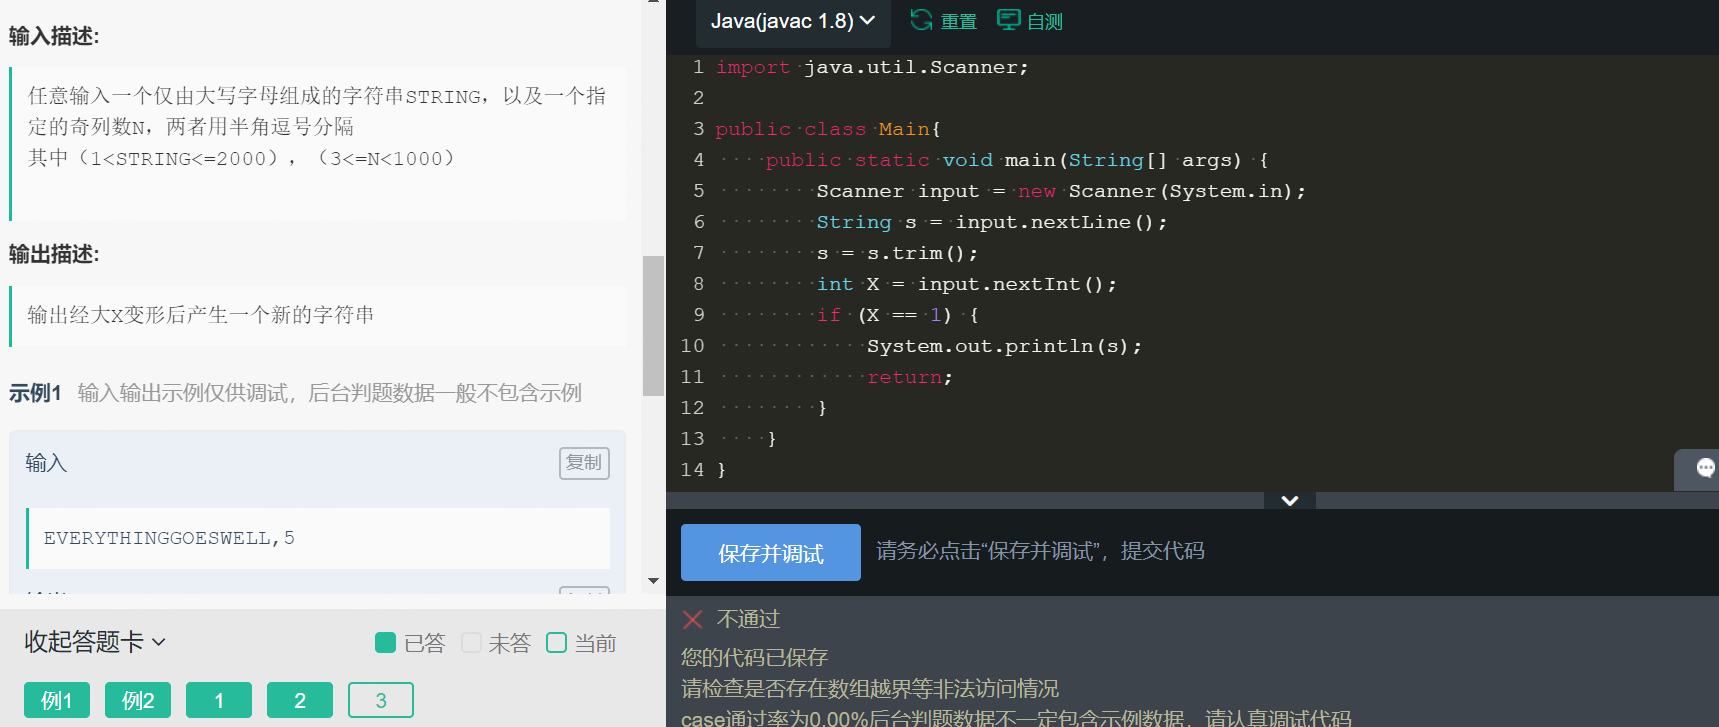 输入描述:
任意输入一个仅由大写字母组成的字符串STRING，以及一个指
定的奇列数N，两者用半角逗号分隔
其中（1<STRING<=2000），（3<=N<1000）
输出描述:
输出经大X变形后产生一个新的字符串
示例1 输入输出示例仅供调试，后台判题数据一般不包含示例
输入
复制
EVERYTHINGGOESWELL,5
收起答题卡
已答 未答 当前
例1 例2 1 2 3
Java(javac 1.8) 重置 自测
1 import java.util.Scanner;
2
3 public class Main{
4 public static void main(String[] args) {
5 Scanner input = new Scanner(System.in);
6 String s = input.nextLine();
7 s = s.trim();
8 int X = input.nextInt();
9 if (X == 1) {
10 System.out.println(s);
11 return;
12 }
13 }
14 }
保存并调试 请务必点击“保存并调试”，提交代码
不通过
您的代码已保存
请检查是否存在数组越界等非法访问情况
case通过率为0.00%后台判题数据不一定包含示例数据，请认真调试代码